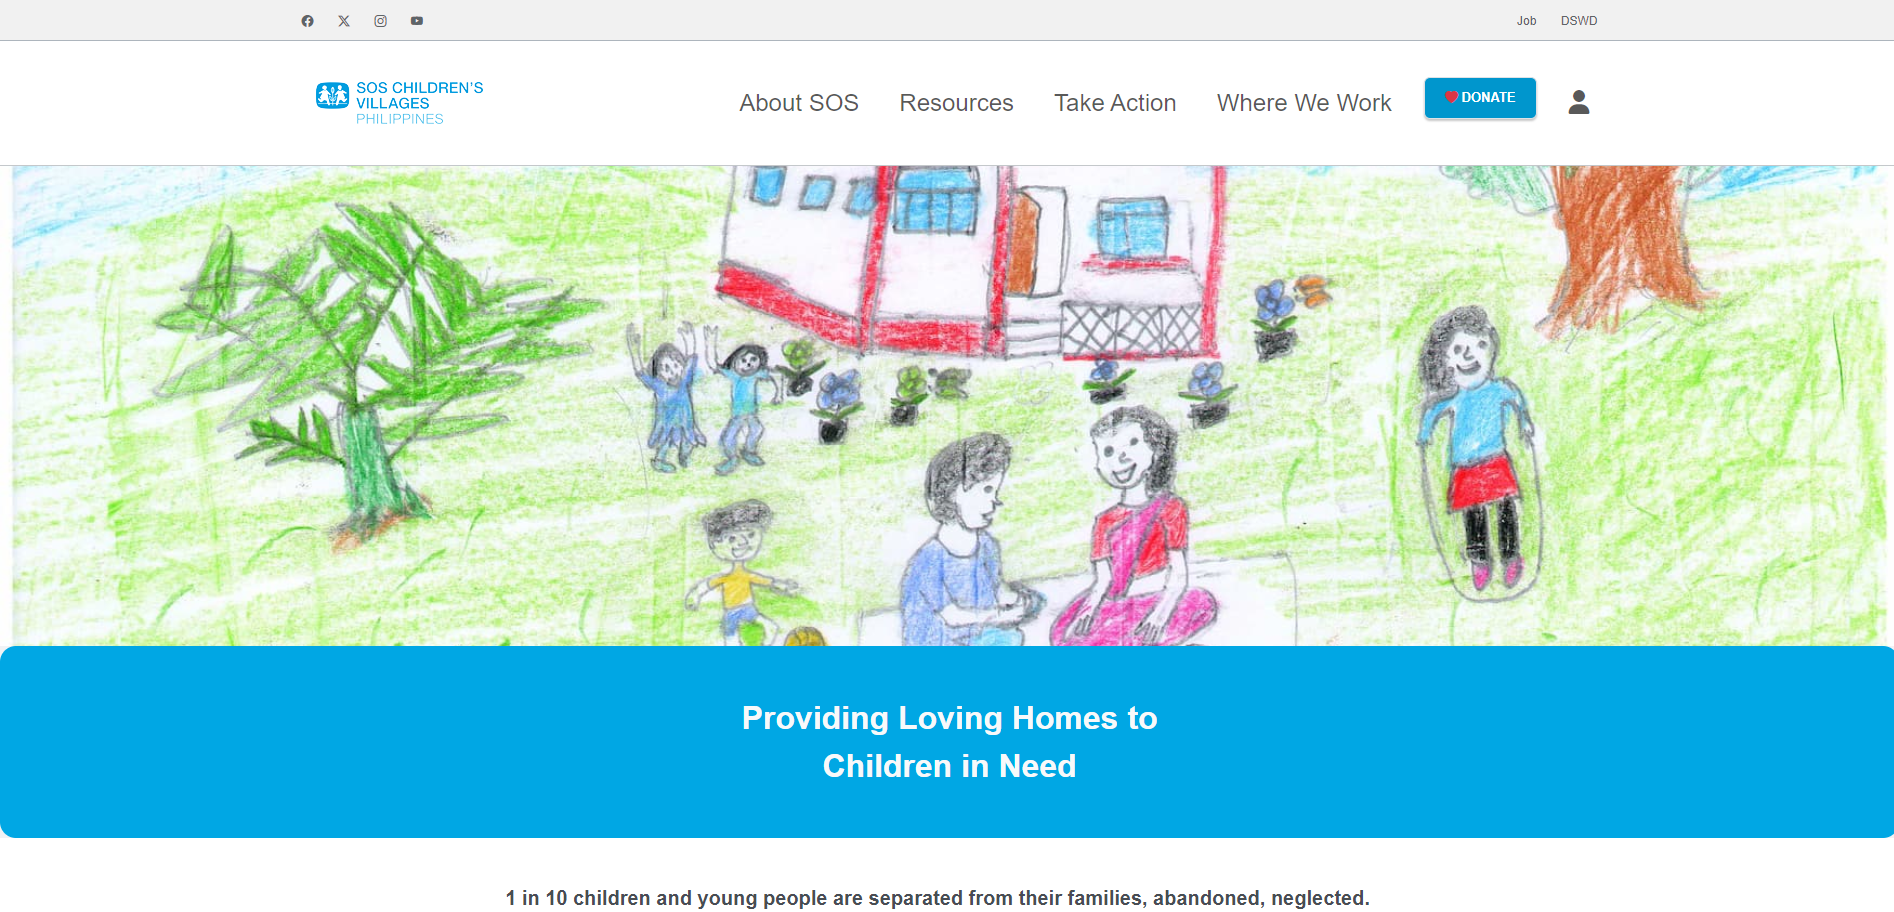 Job DSWD
SOS CHILDREN'S
VILLAGES
PHILIPPINES
About SOS Resources Take Action Where We Work DONATE
Providing Loving Homes to
Children in Need
1 in 10 children and young people are separated from their families, abandoned, neglected.